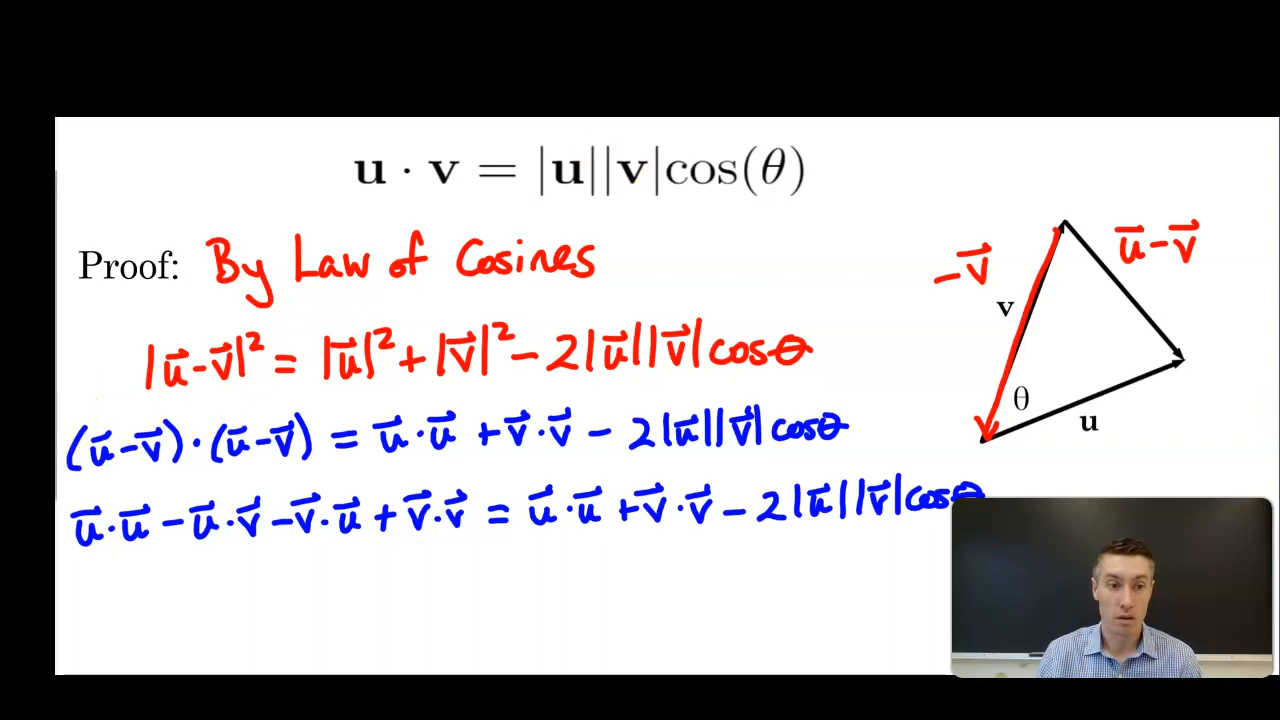 u · v = |u||v|cos(θ)
Proof: By Law of Cosines
|u⃗-v⃗|² = |u⃗|² + |v⃗|² - 2|u⃗||v⃗|cosθ
(u⃗-v⃗)·(u⃗-v⃗) = u⃗·u⃗ + v⃗·v⃗ - 2|u⃗||v⃗|cosθ
u⃗·u⃗ - u⃗·v⃗ - v⃗·u⃗ + v⃗·v⃗ = u⃗·u⃗ + v⃗·v⃗ - 2|u⃗||v⃗|cosθ
u⃗-v⃗
-v⃗
v
θ
u